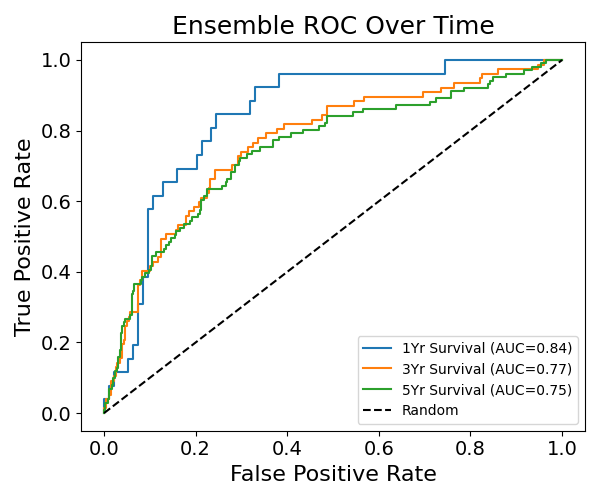 Ensemble ROC Over Time
True Positive Rate
1.0
0.8
0.6
0.4
0.2
0.0
0.0 0.2 0.4 0.6 0.8 1.0
False Positive Rate
1Yr Survival (AUC=0.84)
3Yr Survival (AUC=0.77)
5Yr Survival (AUC=0.75)
Random